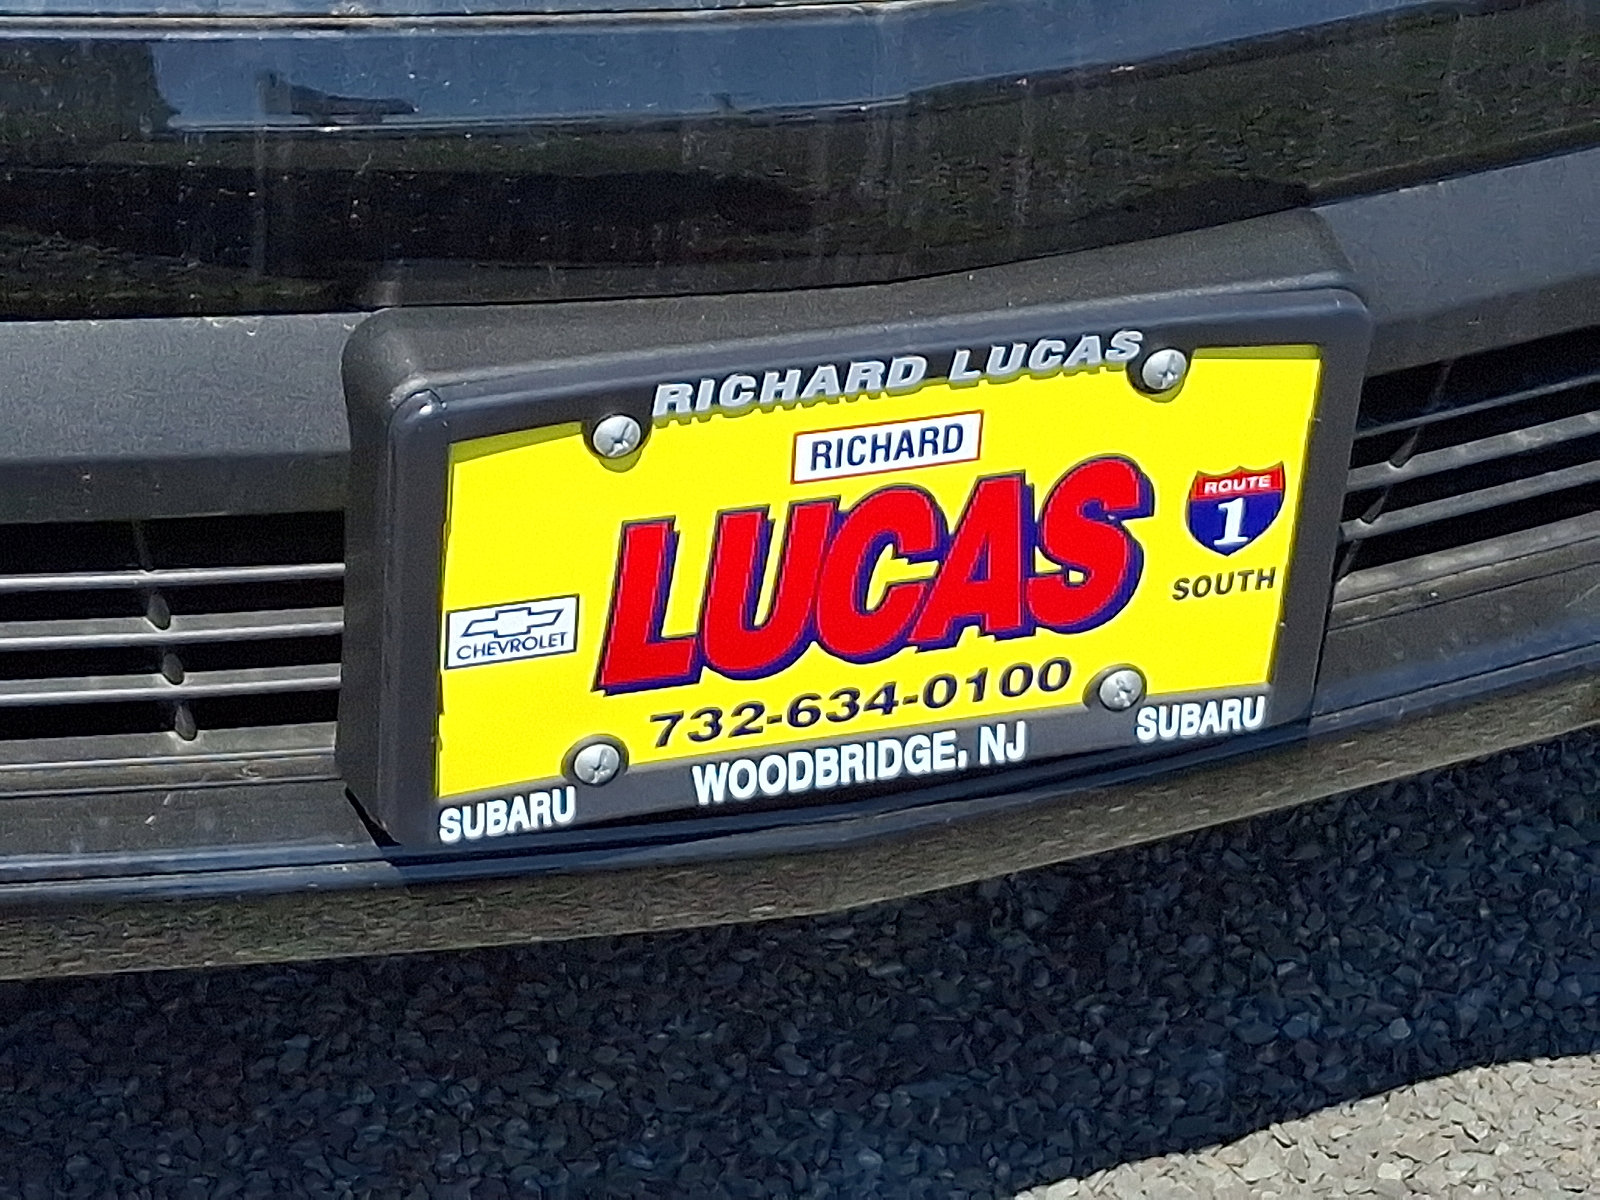 RICHARD LUCAS
RICHARD
LUCAS
ROUTE
1
SOUTH
CHEVROLET
732-634-0100
SUBARU
WOODBRIDGE, NJ
SUBARU